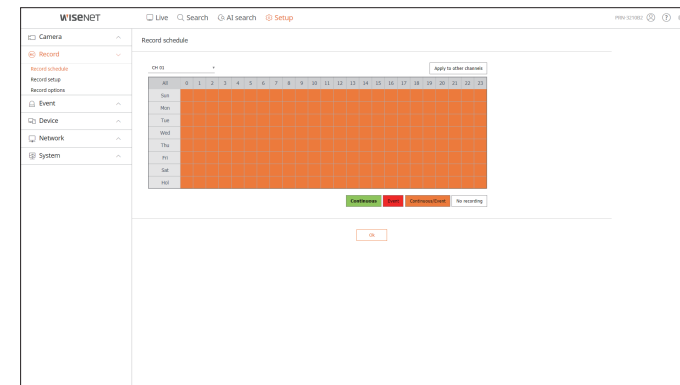 WISENET
Live Search AI search Setup
Camera
Record
Record schedule
Record setup
Record options
Event
Device
Network
System
Record schedule
CH 01
Apply to other channels
All 0 1 2 3 4 5 6 7 8 9 10 11 12 13 14 15 16 17 18 19 20 21 22 23
Sun
Mon
Tue
Wed
Thu
Fri
Sat
Hol
Continuous Event Continuous/Event No recording
OK